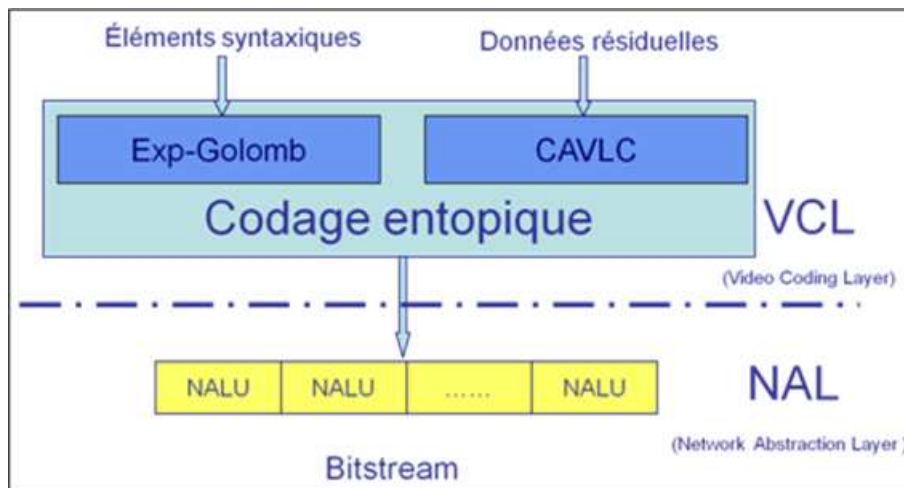 Éléments syntaxiques
Données résiduelles
Exp-Golomb
CAVLC
Codage entopique
VCL
(Video Coding Layer)
NALU
NALU
......
NALU
NAL
(Network Abstraction Layer )
Bitstream